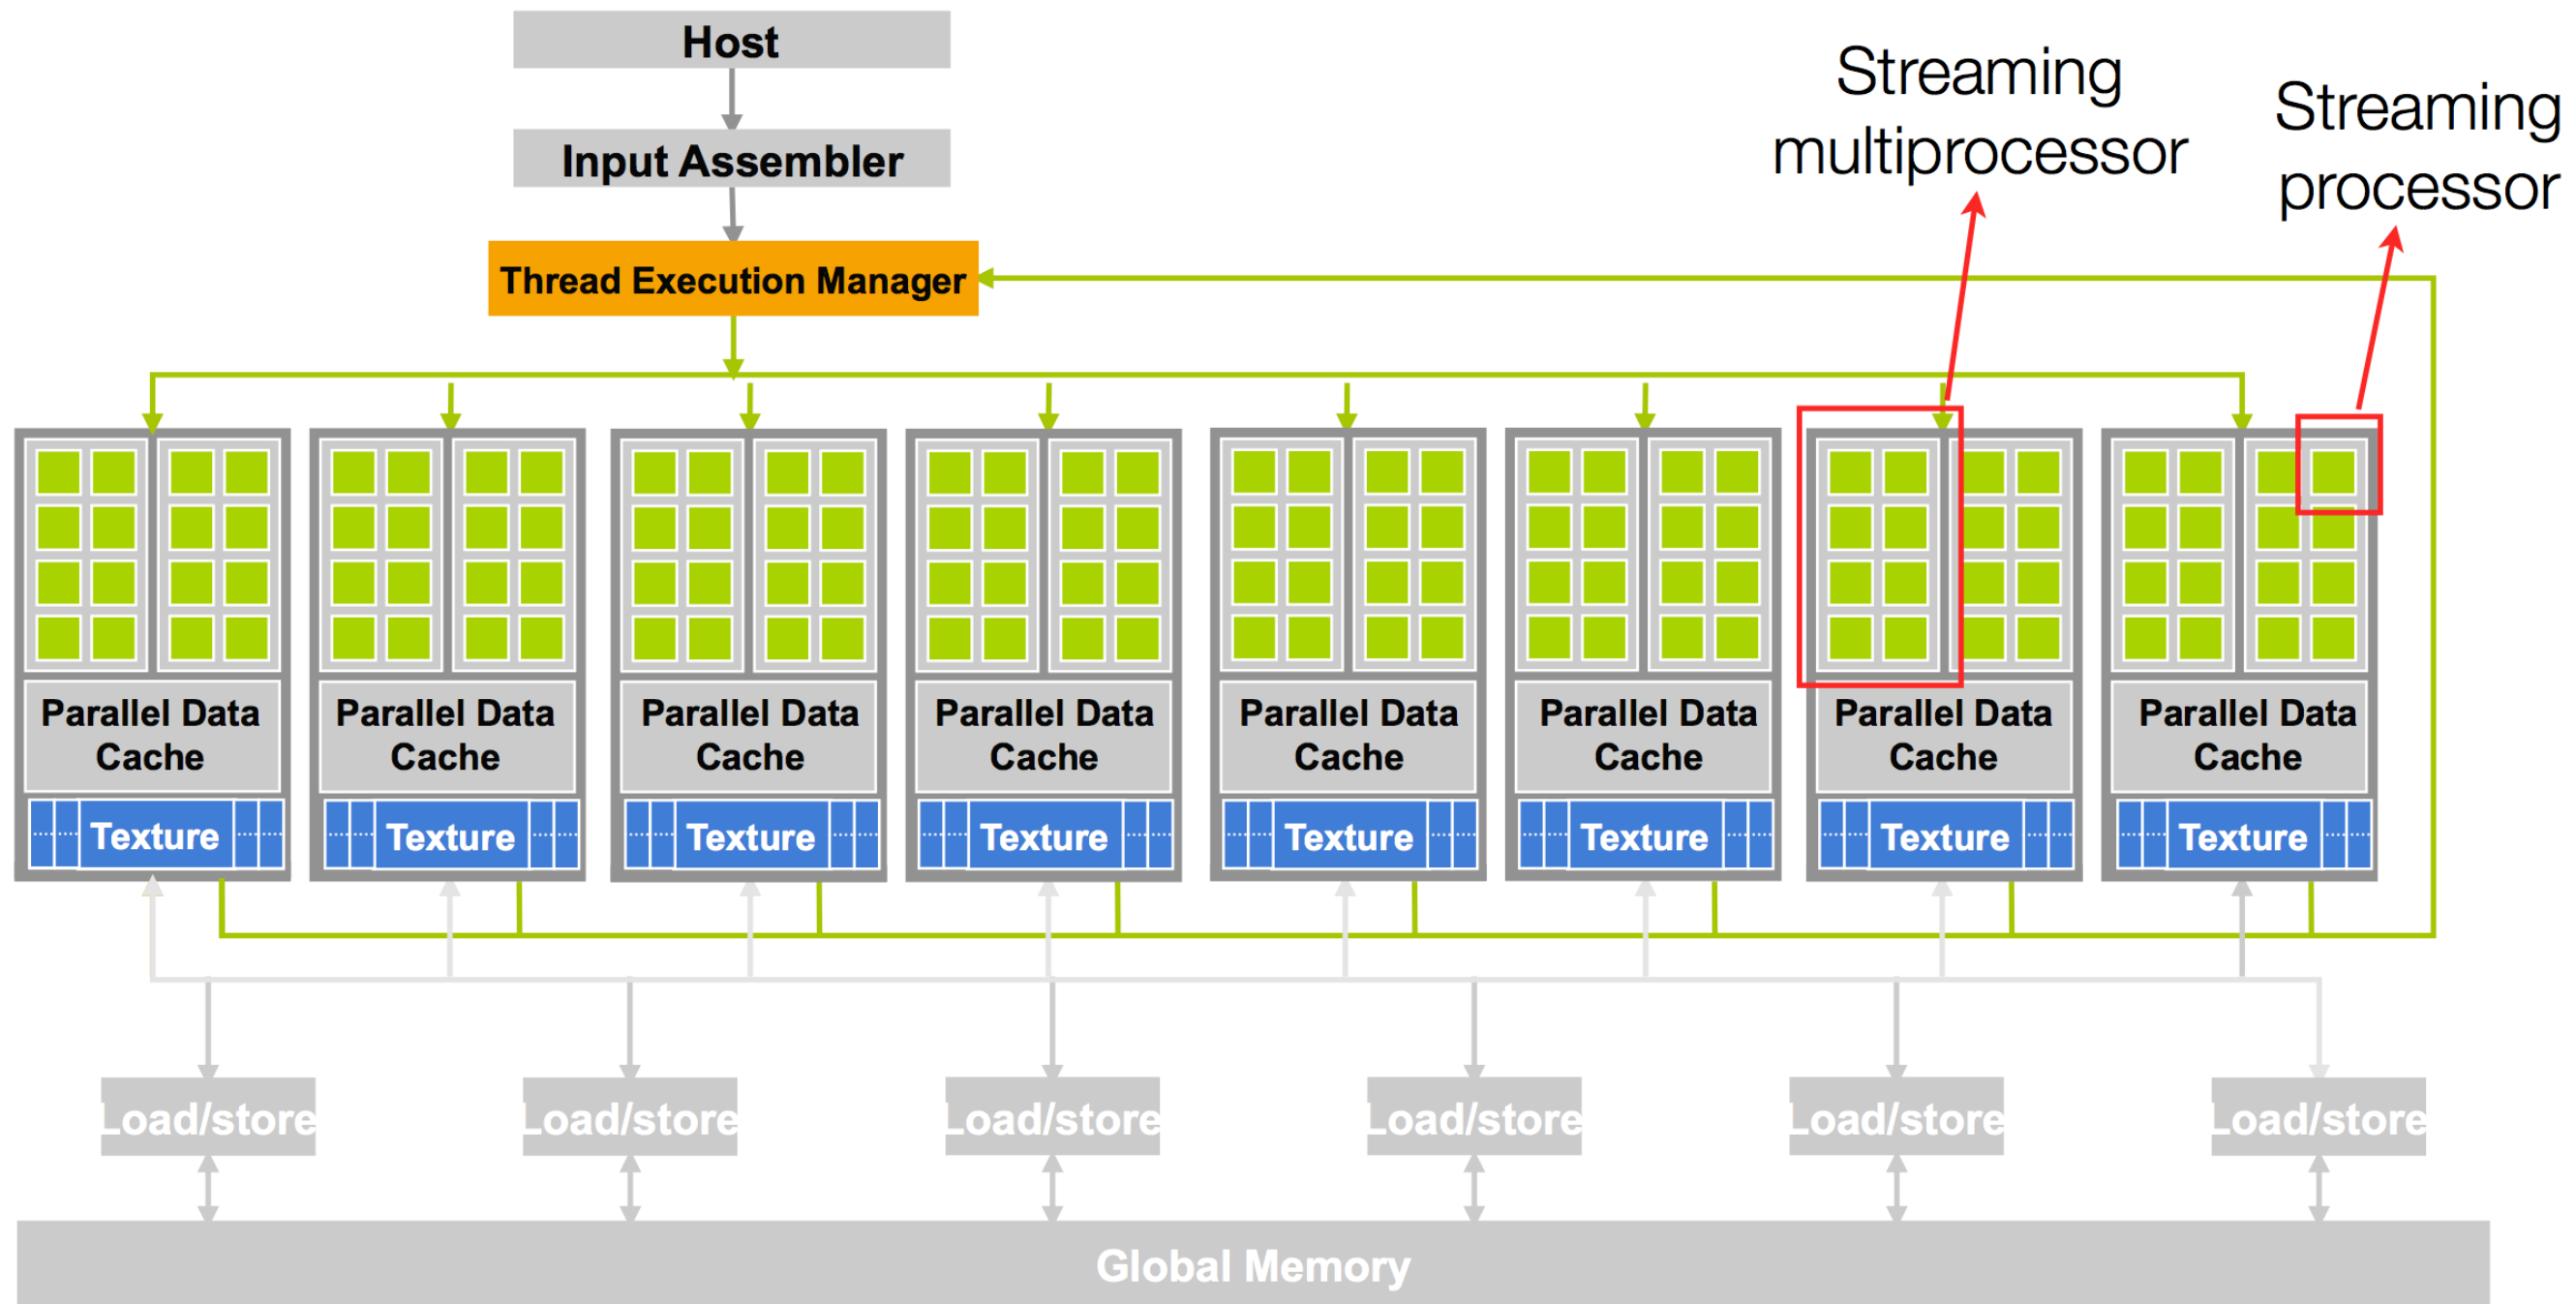 Host
Streaming
multiprocessor
Streaming
processor
Input Assembler
Thread Execution Manager
Parallel Data
Cache
Parallel Data
Cache
Parallel Data
Cache
Parallel Data
Cache
Parallel Data
Cache
Parallel Data
Cache
Parallel Data
Cache
Parallel Data
Cache
Texture
Texture
Texture
Texture
Texture
Texture
Texture
Texture
Load/store
Load/store
Load/store
Load/store
Load/store
Load/store
Global Memory